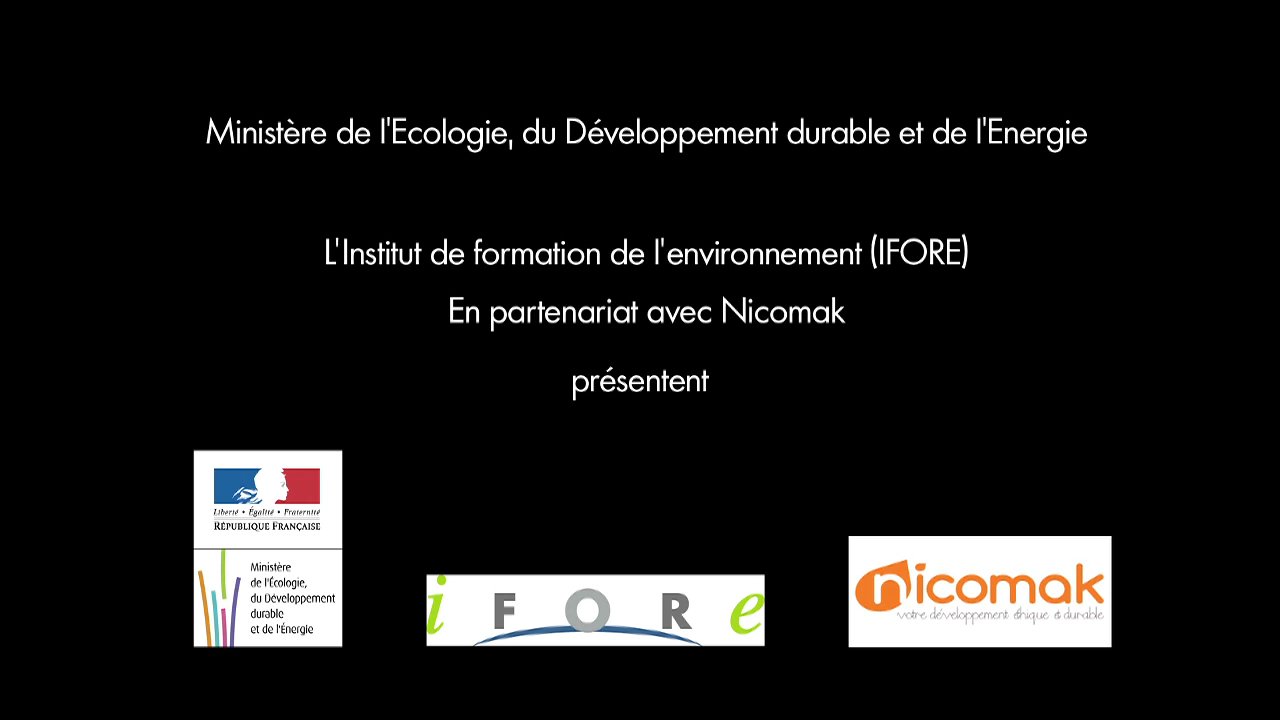 Ministère de l'Ecologie, du Développement durable et de l'Energie
L'Institut de formation de l'environnement (IFORE)
En partenariat avec Nicomak
présentent
Liberté • Égalité • Fraternité
RÉPUBLIQUE FRANÇAISE
Ministère
de l'Écologie,
du Développement
durable
et de l'Énergie
iFORe
nicomak
votre développement éthique et durable